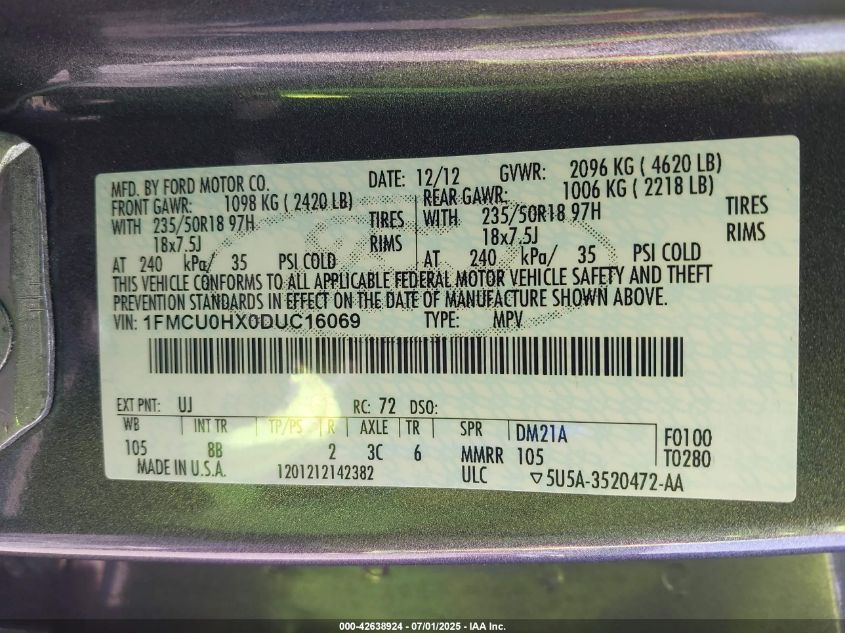 MFD. BY FORD MOTOR CO. DATE: 12/12 GVWR: 2096 KG ( 4620 LB)
FRONT GAWR: 1098 KG ( 2420 LB) REAR GAWR: 1006 KG ( 2218 LB)
WITH 235/50R18 97H TIRES WITH 235/50R18 97H TIRES
18x7.5J RIMS 18x7.5J RIMS
AT 240 kPa/ 35 PSI COLD AT 240 kPa/ 35 PSI COLD
THIS VEHICLE CONFORMS TO ALL APPLICABLE FEDERAL MOTOR VEHICLE SAFETY AND THEFT
PREVENTION STANDARDS IN EFFECT ON THE DATE OF MANUFACTURE SHOWN ABOVE.
VIN: 1FMCU0HX0DUC16069 TYPE: MPV
EXT PNT: UJ RC: 72 DSO:
WB INT TR TP/PS R AXLE TR SPR DM21A F0100
105 8B 2 3C 6 MMRR 105 T0280
MADE IN U.S.A. 1201212142382 ULC ▽5U5A-3520472-AA
000-42638924 - 07/01/2025 - IAA Inc.